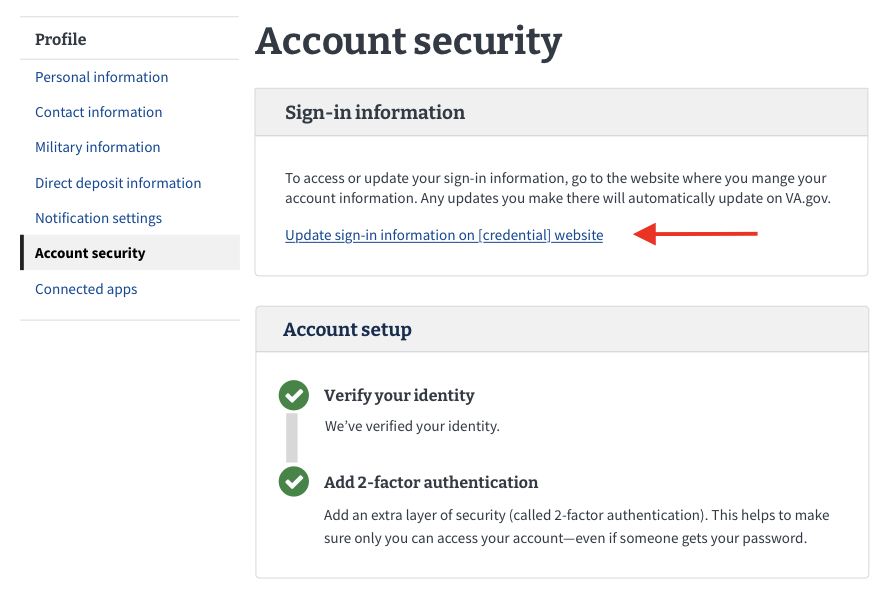 Profile
Personal information
Contact information
Military information
Direct deposit information
Notification settings
Account security
Connected apps
Account security
Sign-in information
To access or update your sign-in information, go to the website where you mange your
account information. Any updates you make there will automatically update on VA.gov.
Update sign-in information on [credential] website
Account setup
Verify your identity
We’ve verified your identity.
Add 2-factor authentication
Add an extra layer of security (called 2-factor authentication). This helps to make
sure only you can access your account—even if someone gets your password.